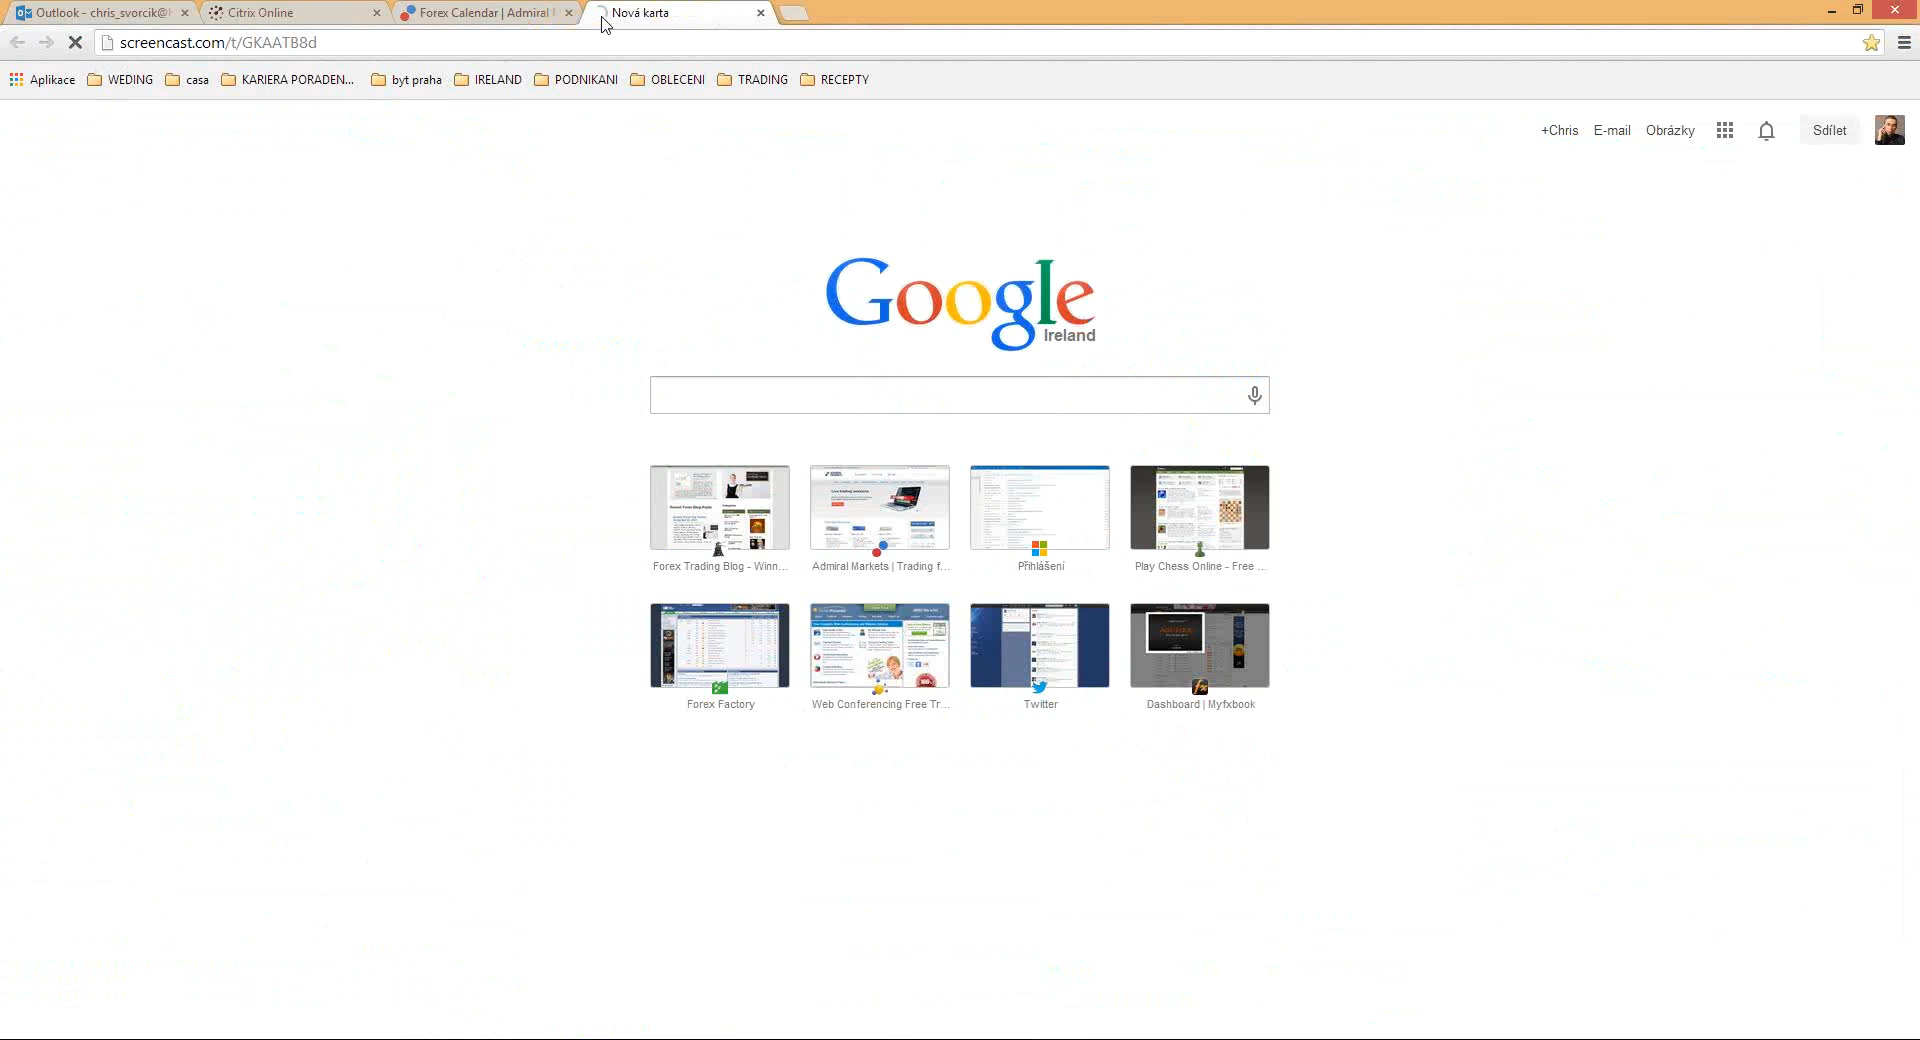 Outlook - chris_svorcik@H
Citrix Online
Forex Calendar | Admiral
Nová karta
screencast.com/t/GKAATB8d
Aplikace WEDING casa KARIERA PORADEN... byt praha IRELAND PODNIKANI OBLECENI TRADING RECEPTY
+Chris E-mail Obrázky Sdílet
Google
Ireland
Forex Trading Blog - Winn... Admiral Markets | Trading f... Přihlášení Play Chess Online - Free ...
Forex Factory Web Conferencing Free Tr... Twitter Dashboard | Myfxbook